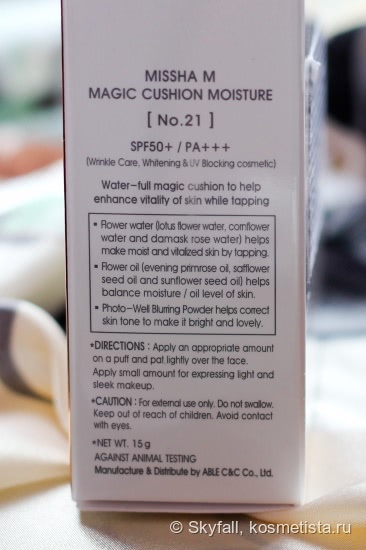 MISSHA M
MAGIC CUSHION MOISTURE
[ No.21 ]
SPF50+ / PA+++
(Wrinkle Care, Whitening & UV Blocking cosmetic)
Water-full magic cushion to help
enhance vitality of skin while tapping
• Flower water (lotus flower water, cornflower
water and damask rose water) helps
make moist and vitalized skin by tapping.
• Flower oil (evening primrose oil, safflower
seed oil and sunflower seed oil) helps
balance moisture / oil level of skin.
• Photo-Well Blurring Powder helps correct
skin tone to make it bright and lovely.
*DIRECTIONS : Apply an appropriate amount
on a puff and pat lightly over the face.
Apply small amount for expressing light and
sleek makeup.
*CAUTION : For external use only. Do not swallow.
Keep out of reach of children. Avoid contact
with eyes.
*NET WT. 15 g
AGAINST ANIMAL TESTING
Manufacture & Distribute by ABLE C&C Co., Ltd.
© Skyfall, kosmetista.ru